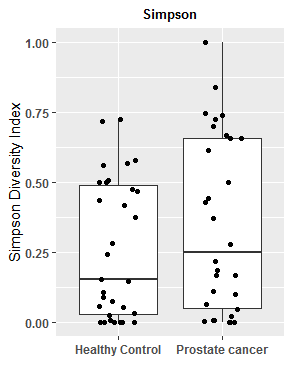 Simpson
Simpson Diversity Index
1.00
0.75
0.50
0.25
0.00
Healthy Control
Prostate cancer